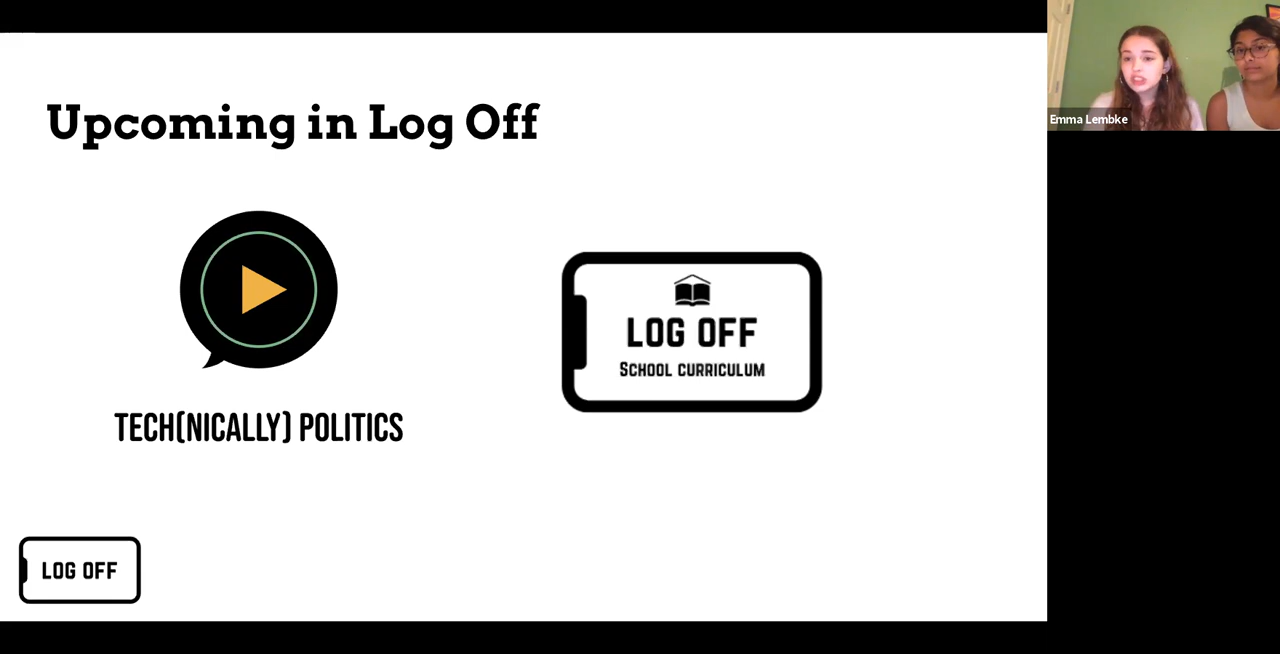 Upcoming in Log Off
Emma Lembke
TECH(NICALLY) POLITICS
LOG OFF
SCHOOL CURRICULUM
LOG OFF